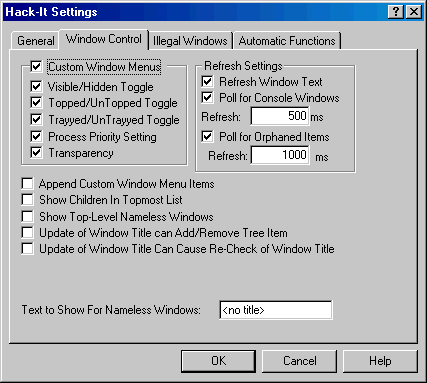 Hack-It Settings
General Window Control Illegal Windows Automatic Functions
Custom Window Menus
Visible/Hidden Toggle
Topped/UnTopped Toggle
Trayyed/UnTrayyed Toggle
Process Priority Setting
Transparency
Refresh Settings
Refresh Window Text
Poll for Console Windows
Refresh: 500 ms
Poll for Orphaned Items
Refresh: 1000 ms
Append Custom Window Menu Items
Show Children In Topmost List
Show Top-Level Nameless Windows
Update of Window Title can Add/Remove Tree Item
Update of Window Title Can Cause Re-Check of Window Title
Text to Show For Nameless Windows: <no title>
OK Cancel Help